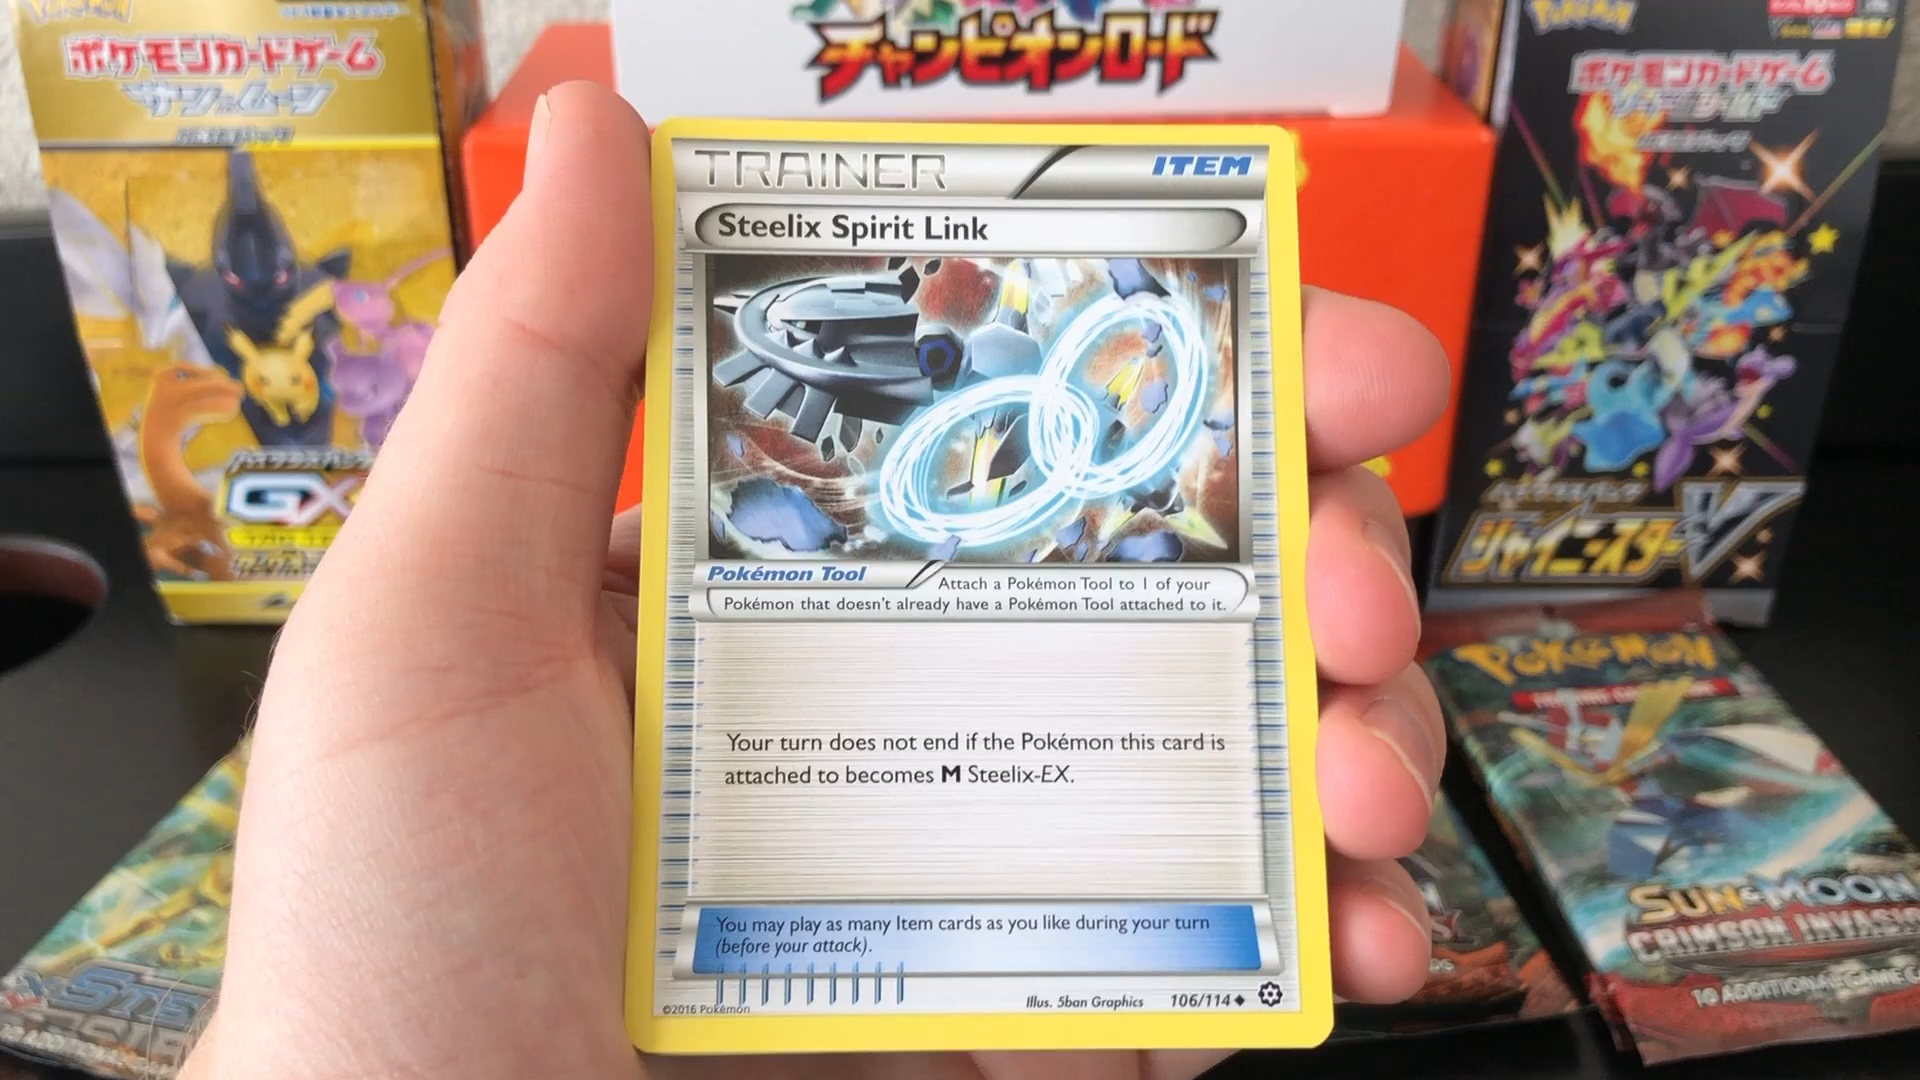 ポケモンカードゲーム
サン&ムーン
GX
チャンピオンロード
Pokémon
ポケモンカードゲーム
シャイニースターV
TRAINER
ITEM
Steelix Spirit Link
Pokémon Tool
Attach a Pokémon Tool to 1 of your
Pokémon that doesn't already have a Pokémon Tool attached to it.
Your turn does not end if the Pokémon this card is
attached to becomes M Steelix-EX.
You may play as many Item cards as you like during your turn
(before your attack).
©2016 Pokémon
Illus. 5ban Graphics
106/114
POKéMON
SUN & MOON
CRIMSON INVASIO
10 ADDITIONAL GAME C